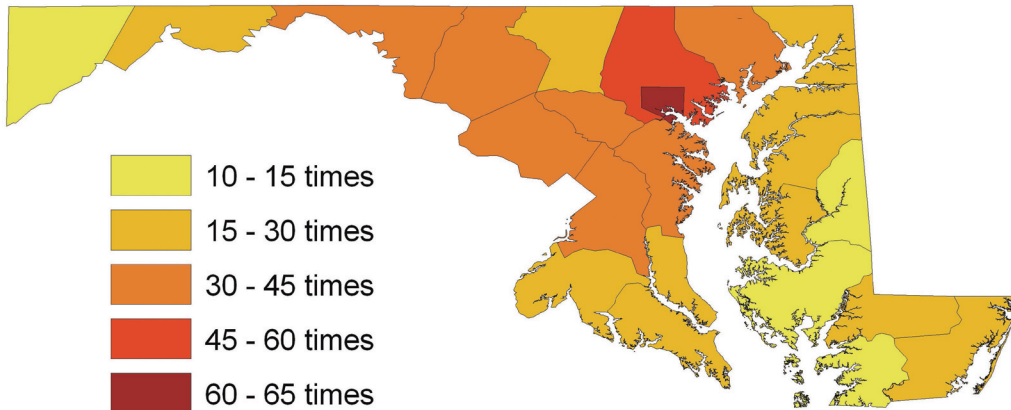 10 - 15 times
15 - 30 times
30 - 45 times
45 - 60 times
60 - 65 times